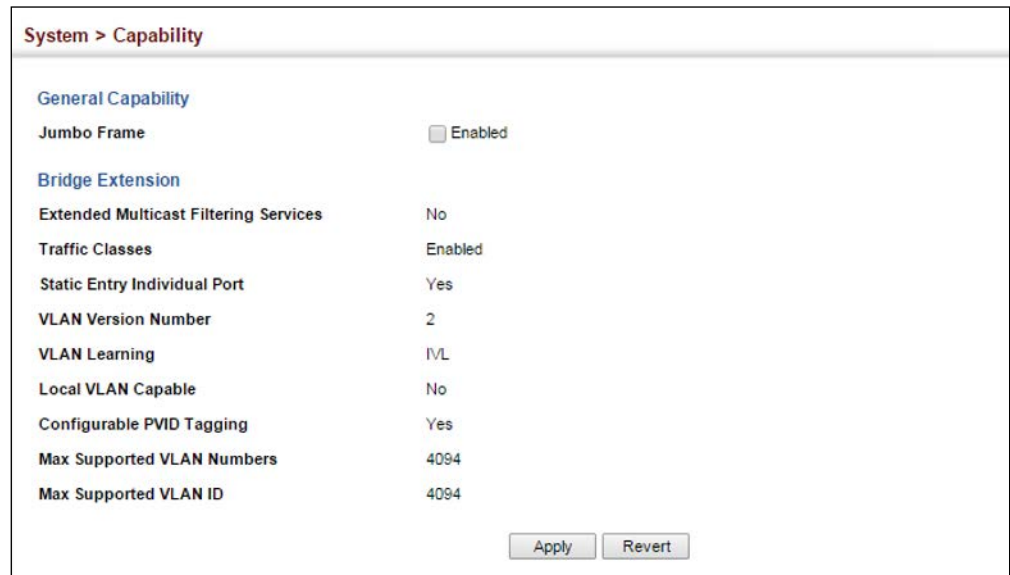 System > Capability
General Capability
Jumbo Frame Enabled
Bridge Extension
Extended Multicast Filtering Services No
Traffic Classes Enabled
Static Entry Individual Port Yes
VLAN Version Number 2
VLAN Learning IVL
Local VLAN Capable No
Configurable PVID Tagging Yes
Max Supported VLAN Numbers 4094
Max Supported VLAN ID 4094
Apply Revert